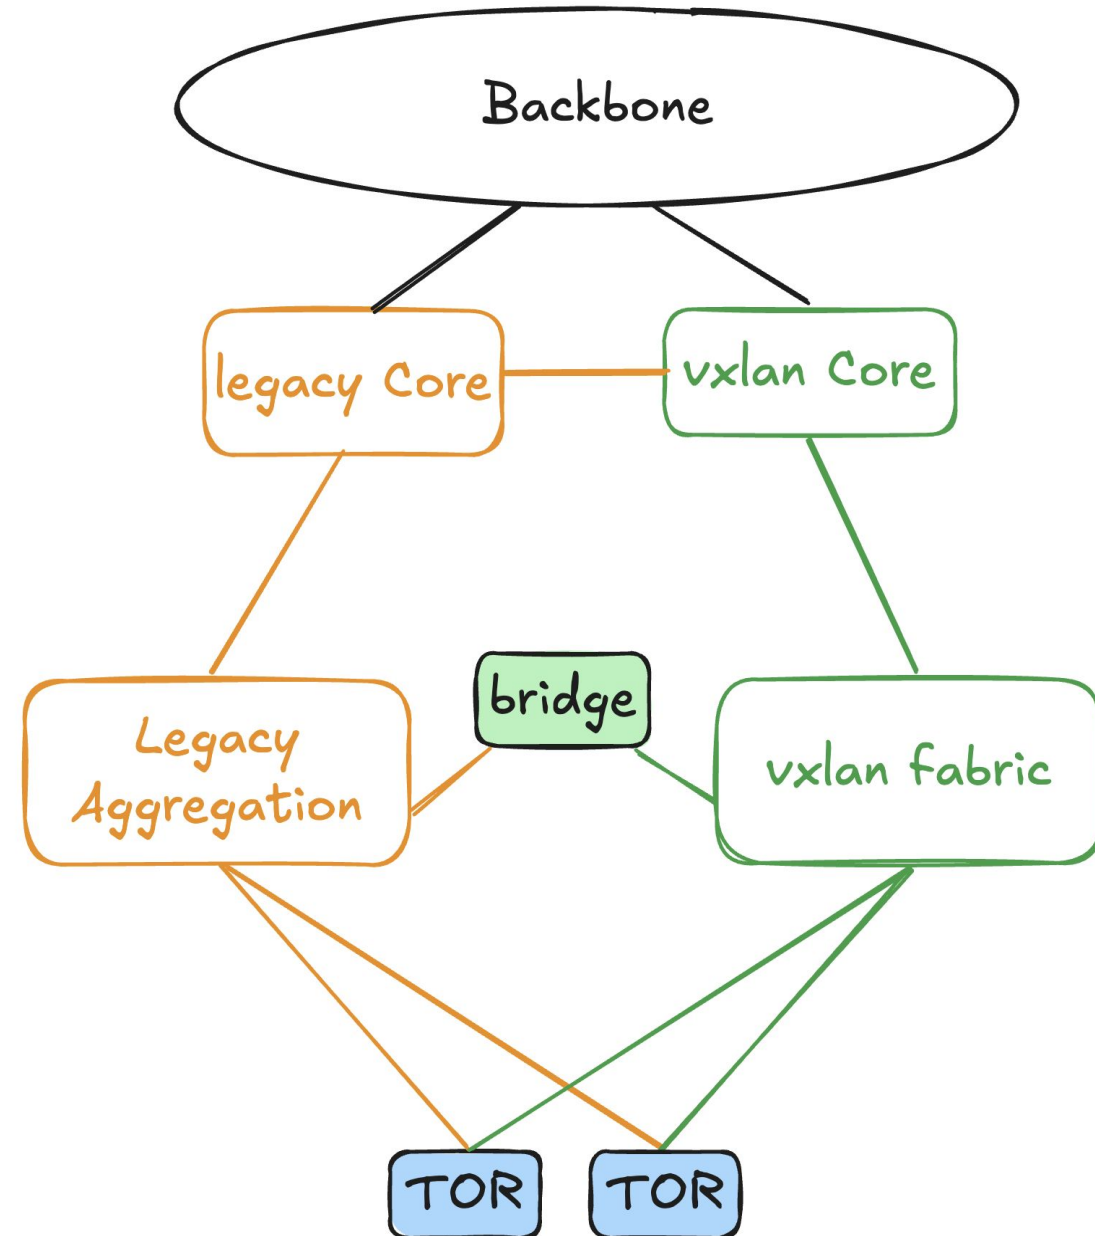 Backbone
legacy Core
vxlan Core
bridge
Legacy
Aggregation
vxlan fabric
TOR
TOR